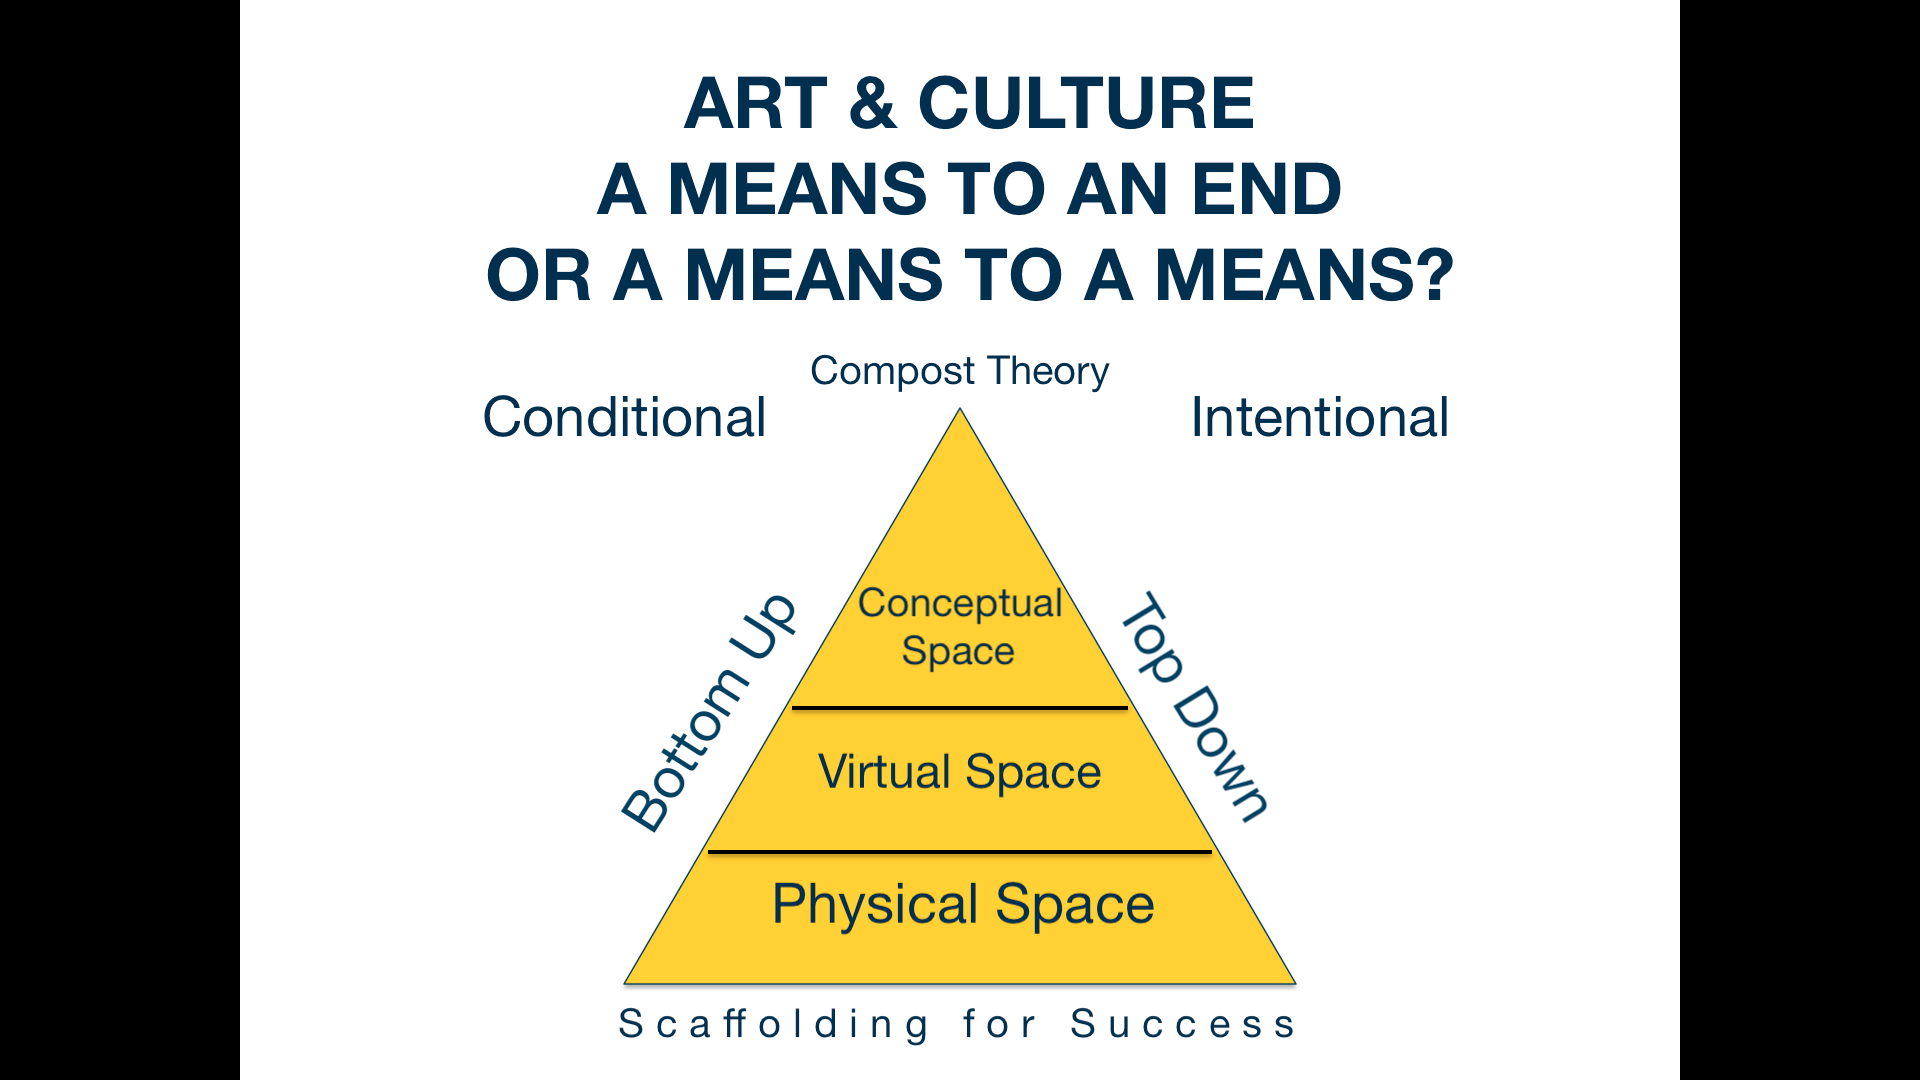 ART & CULTURE
A MEANS TO AN END
OR A MEANS TO A MEANS?
Compost Theory
Conditional
Intentional
Conceptual
Space
Bottom Up
Top Down
Virtual Space
Physical Space
Scaffolding for Success